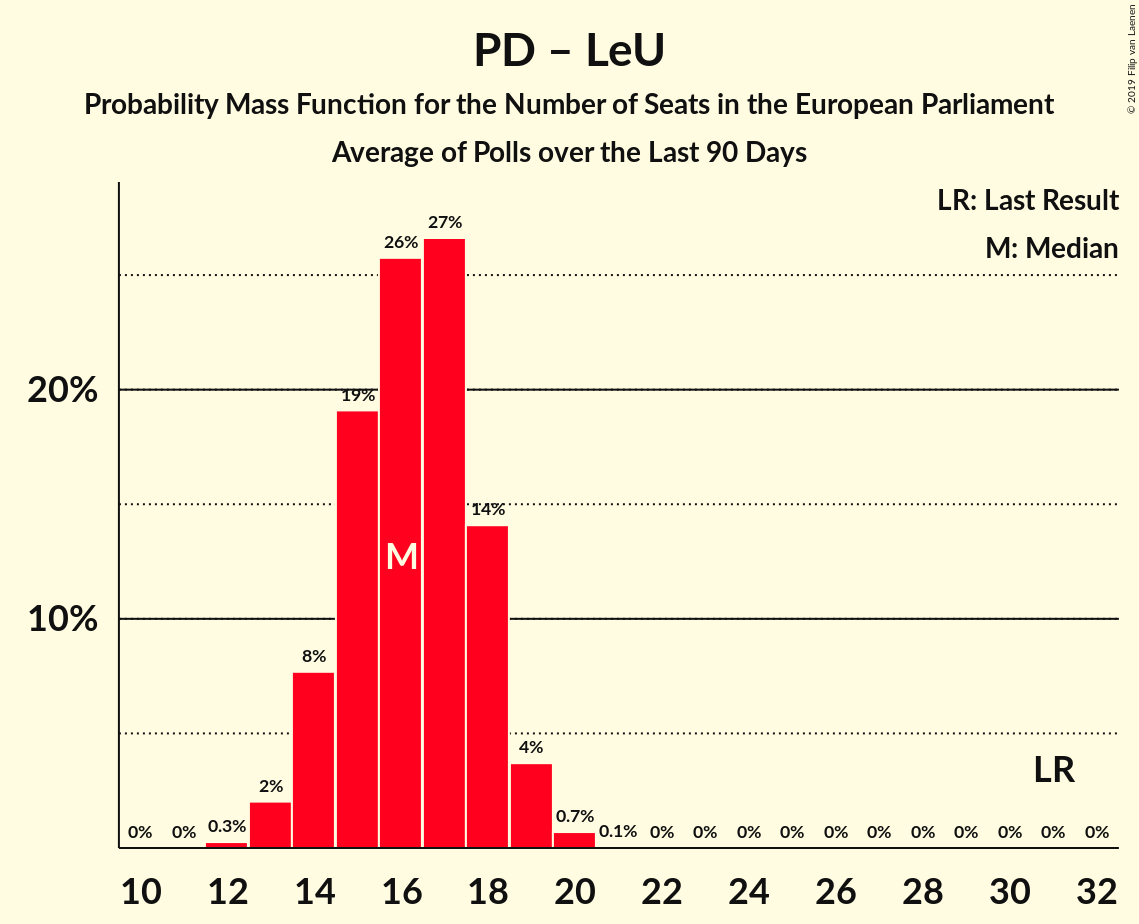 PD – LeU
Probability Mass Function for the Number of Seats in the European Parliament
Average of Polls over the Last 90 Days
© 2019 Filip van Laenen
LR: Last Result
M: Median
27%
26%
20%
19%
14%
M
10%
8%
4%
LR
2%
0% 0% 0.3% 0.7% 0.1% 0% 0% 0% 0% 0% 0% 0% 0% 0% 0% 0%
10 12 14 16 18 20 22 24 26 28 30 32